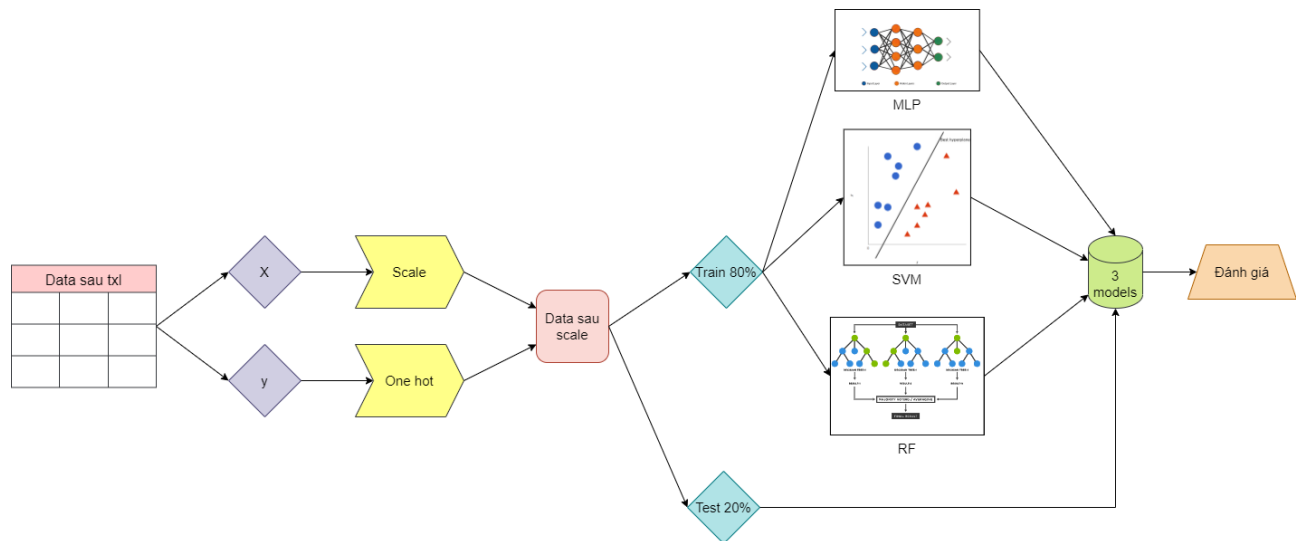 Data sau txl
X
y
Scale
One hot
Data sau
scale
Train 80%
Test 20%
MLP
SVM
RF
3
models
Đánh giá